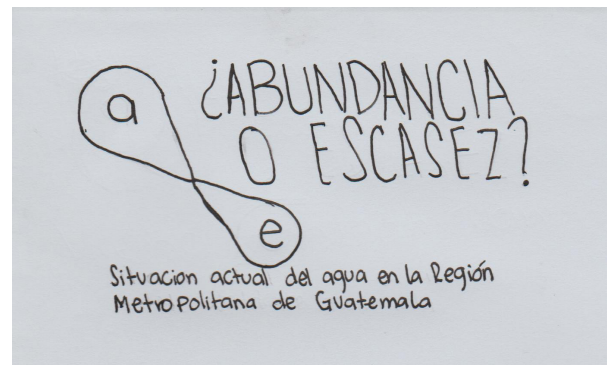 a
¿ABUNDANCIA
O ESCASEZ?
e
Situacion actual del agua en la Región
Metropolitana de Guatemala